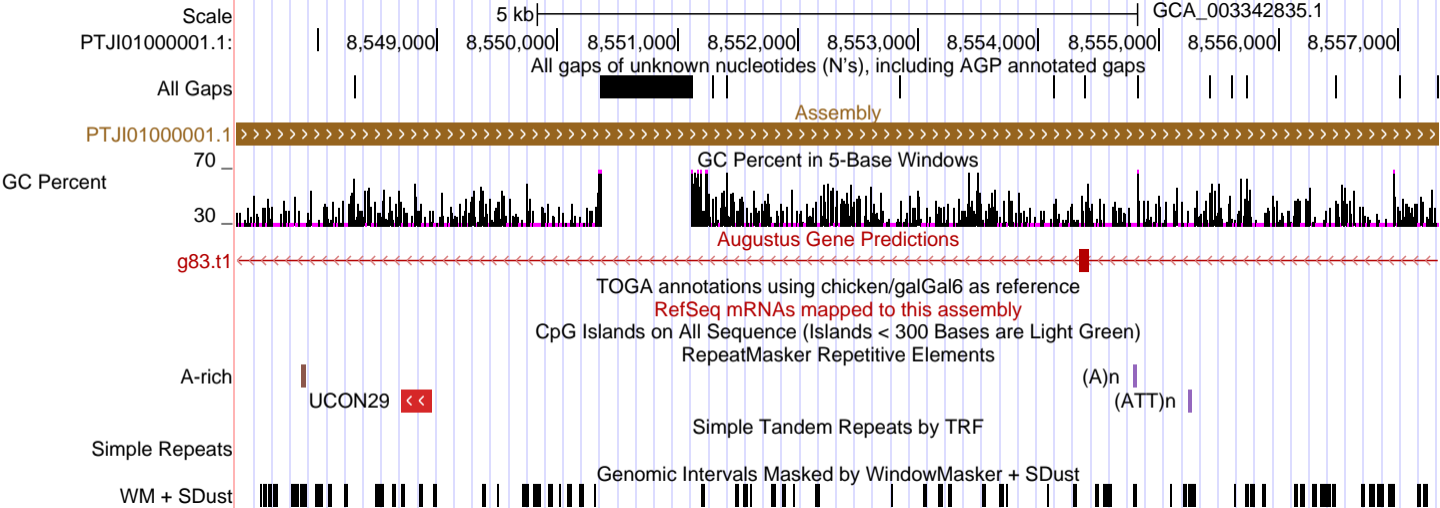 Scale 5 kb GCA_003342835.1
PTJI01000001.1: 8,549,000 8,550,000 8,551,000 8,552,000 8,553,000 8,554,000 8,555,000 8,556,000 8,557,000
All gaps of unknown nucleotides (N's), including AGP annotated gaps
All Gaps
Assembly
PTJI01000001.1
70 GC Percent in 5-Base Windows
GC Percent
30
Augustus Gene Predictions
g83.t1
TOGA annotations using chicken/galGal6 as reference
RefSeq mRNAs mapped to this assembly
CpG Islands on All Sequence (Islands < 300 Bases are Light Green)
RepeatMasker Repetitive Elements
A-rich (A)n
UCON29 (ATT)n
Simple Tandem Repeats by TRF
Simple Repeats
Genomic Intervals Masked by WindowMasker + SDust
WM + SDust